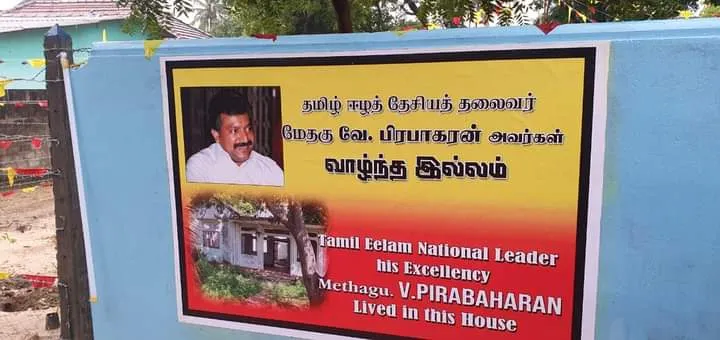 தமிழ் ஈழத் தேசியத் தலைவர்
மேதகு வே. பிரபாகரன் அவர்கள்
வாழ்ந்த இல்லம்
Tamil Eelam National Leader
his Excellency
Methagu. V.PIRABAHARAN
Lived in this House